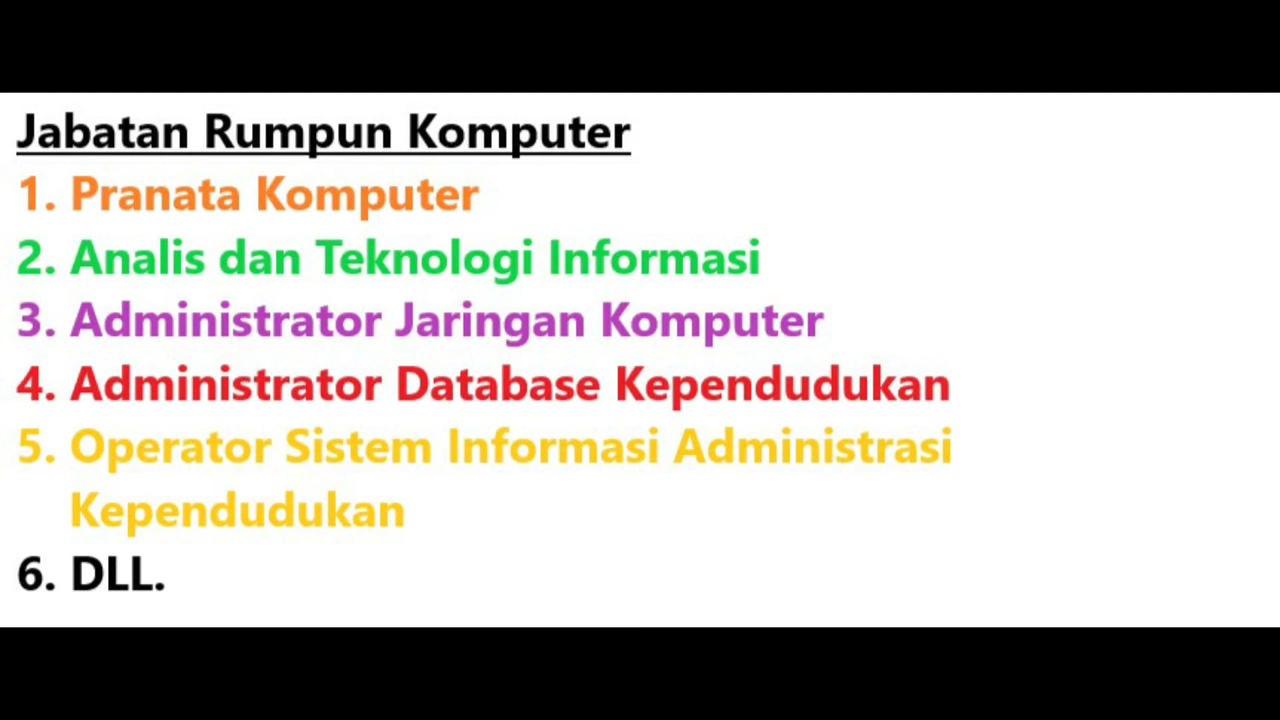 Jabatan Rumpun Komputer
1. Pranata Komputer
2. Analis dan Teknologi Informasi
3. Administrator Jaringan Komputer
4. Administrator Database Kependudukan
5. Operator Sistem Informasi Administrasi
Kependudukan
6. DLL.